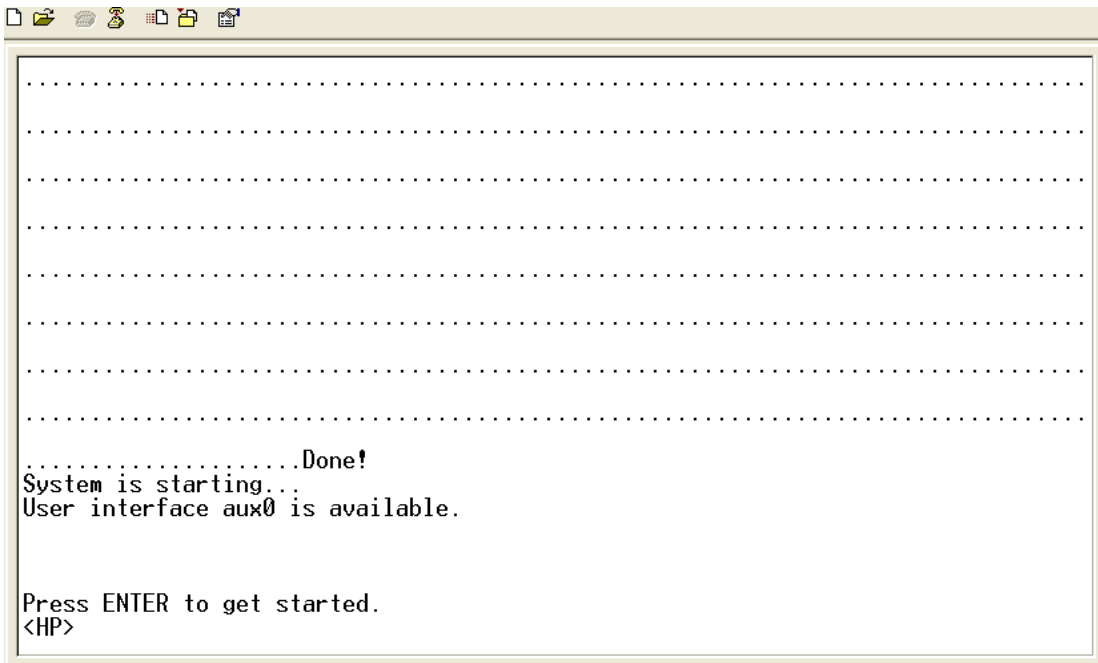 ................................................................................
................................................................................
................................................................................
................................................................................
................................................................................
................................................................................
................................................................................
................................................................................
.....................Done!
System is starting...
User interface aux0 is available.
Press ENTER to get started.
<HP>